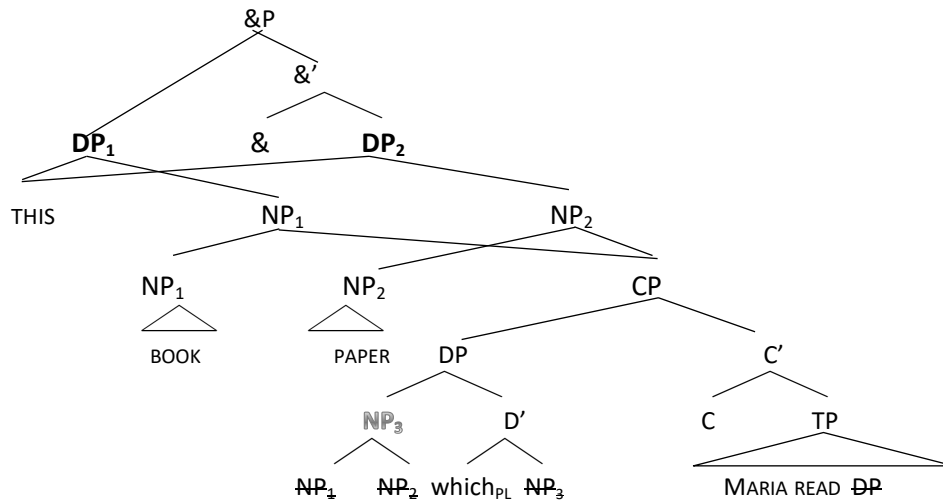 &P
&’
DP₁ & DP₂
THIS NP₁ NP₂
NP₁ NP₂ CP
BOOK PAPER DP C’
NP₃ D’ C TP
NP₁ NP₂ which_PL NP₃ MARIA READ DP